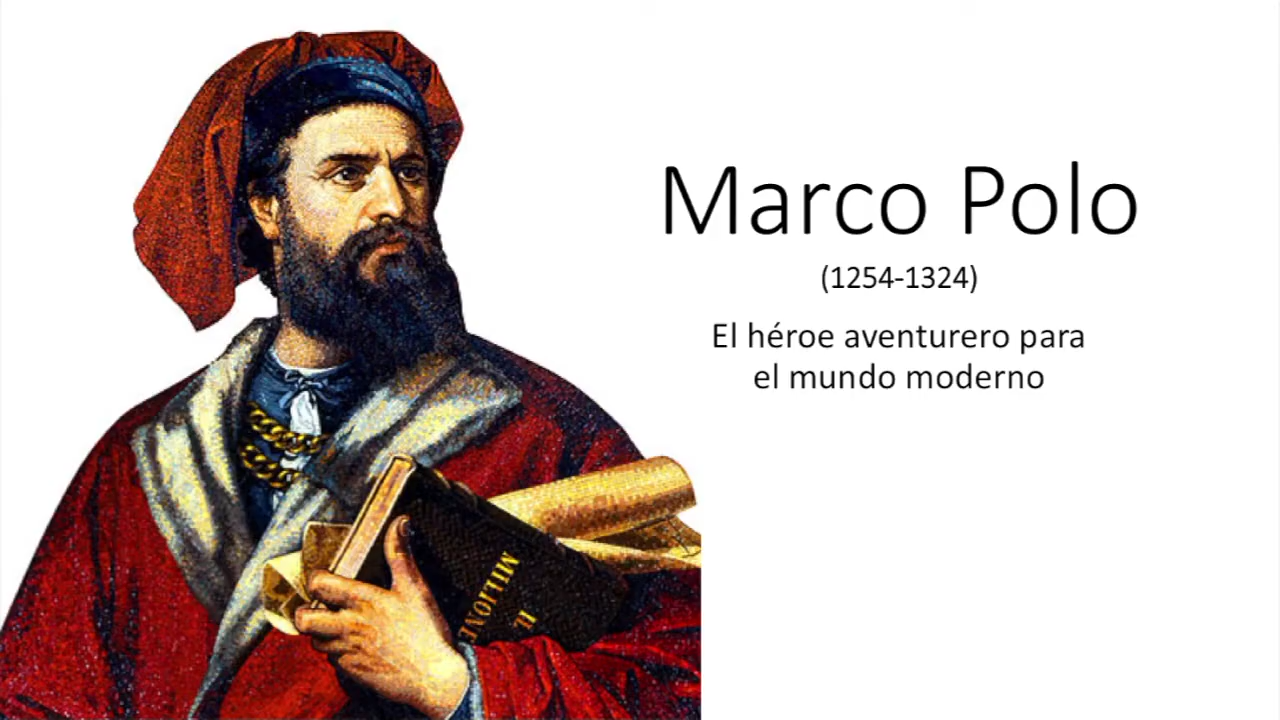 Marco Polo
(1254-1324)
El héroe aventurero para
el mundo moderno
IL
MILIONE